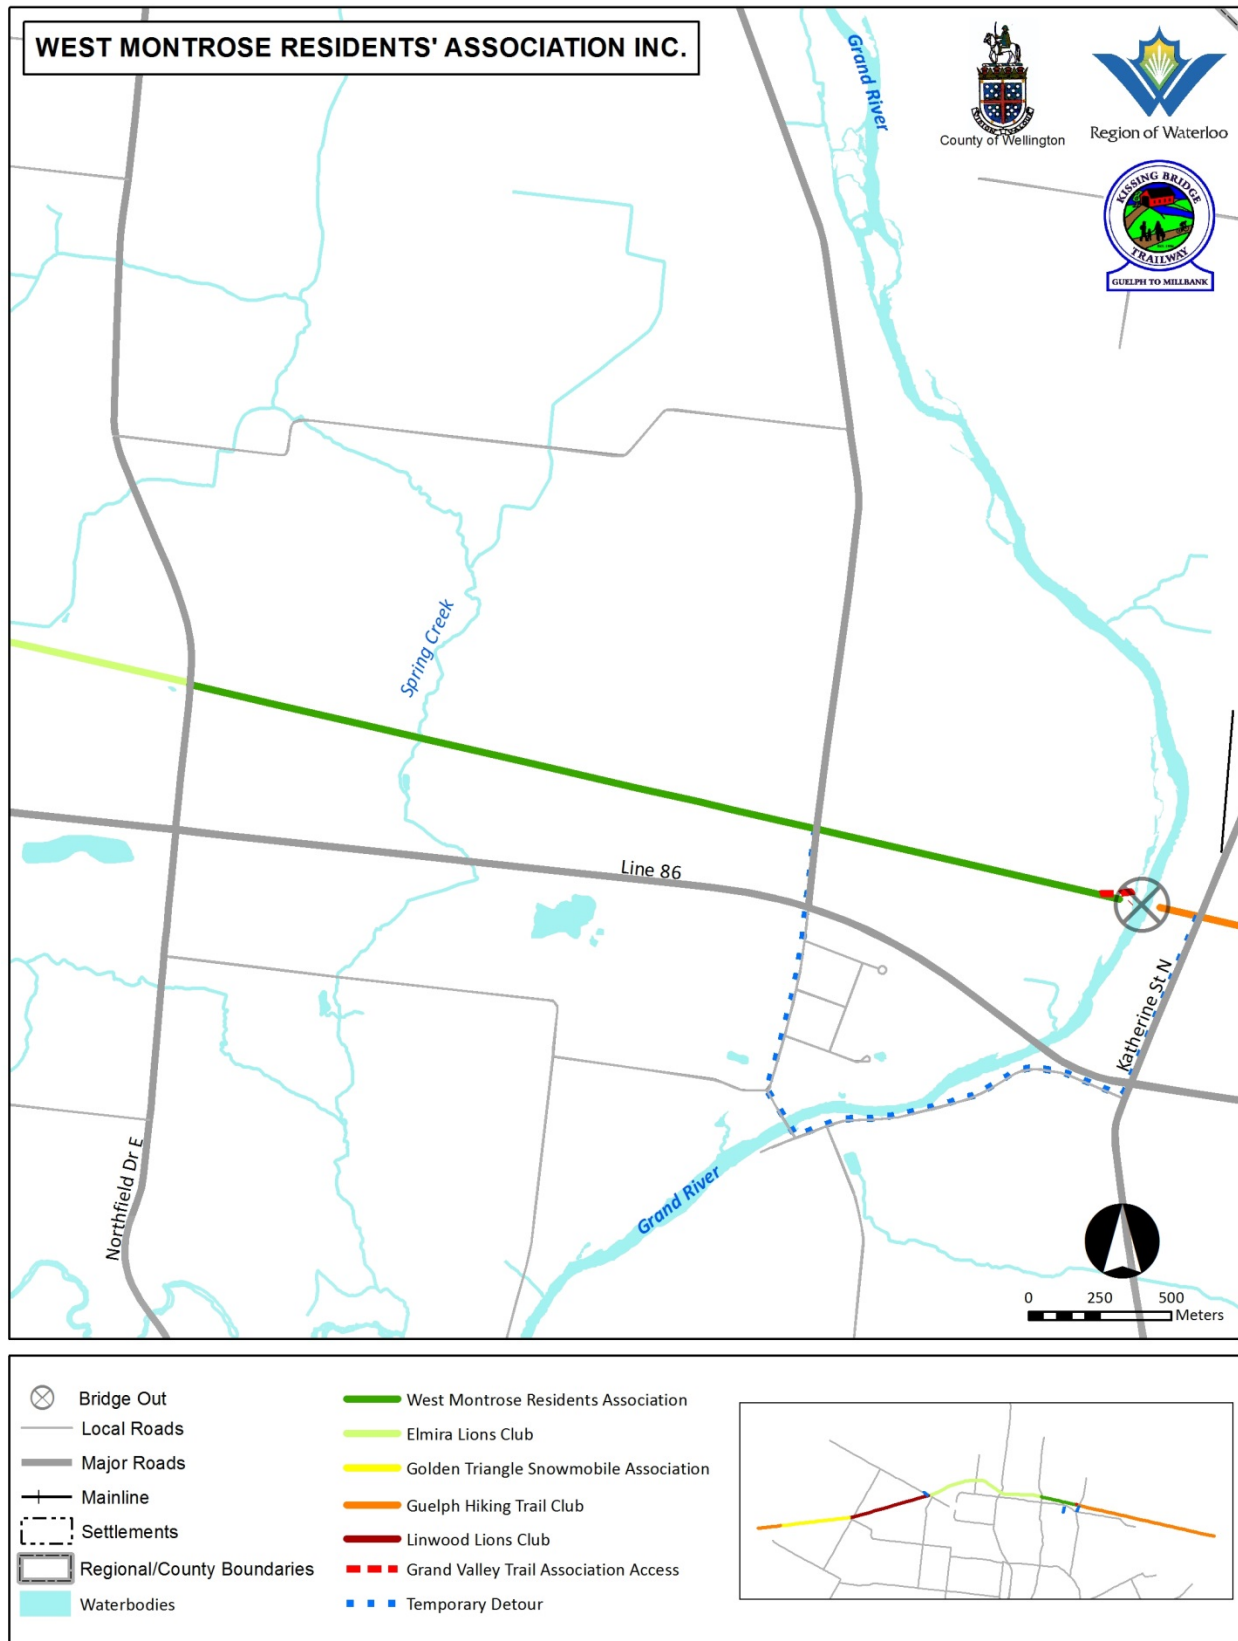 WEST MONTROSE RESIDENTS' ASSOCIATION INC.
Grand River
County of Wellington
Region of Waterloo
KISSING BRIDGE
TRAILWAY
GUELPH TO MILLBANK
Spring Creek
Line 86
Katherine St N
Northfield Dr E
Grand River
0 250 500
Meters
Bridge Out
Local Roads
Major Roads
Mainline
Settlements
Regional/County Boundaries
Waterbodies
West Montrose Residents Association
Elmira Lions Club
Golden Triangle Snowmobile Association
Guelph Hiking Trail Club
Linwood Lions Club
Grand Valley Trail Association Access
Temporary Detour